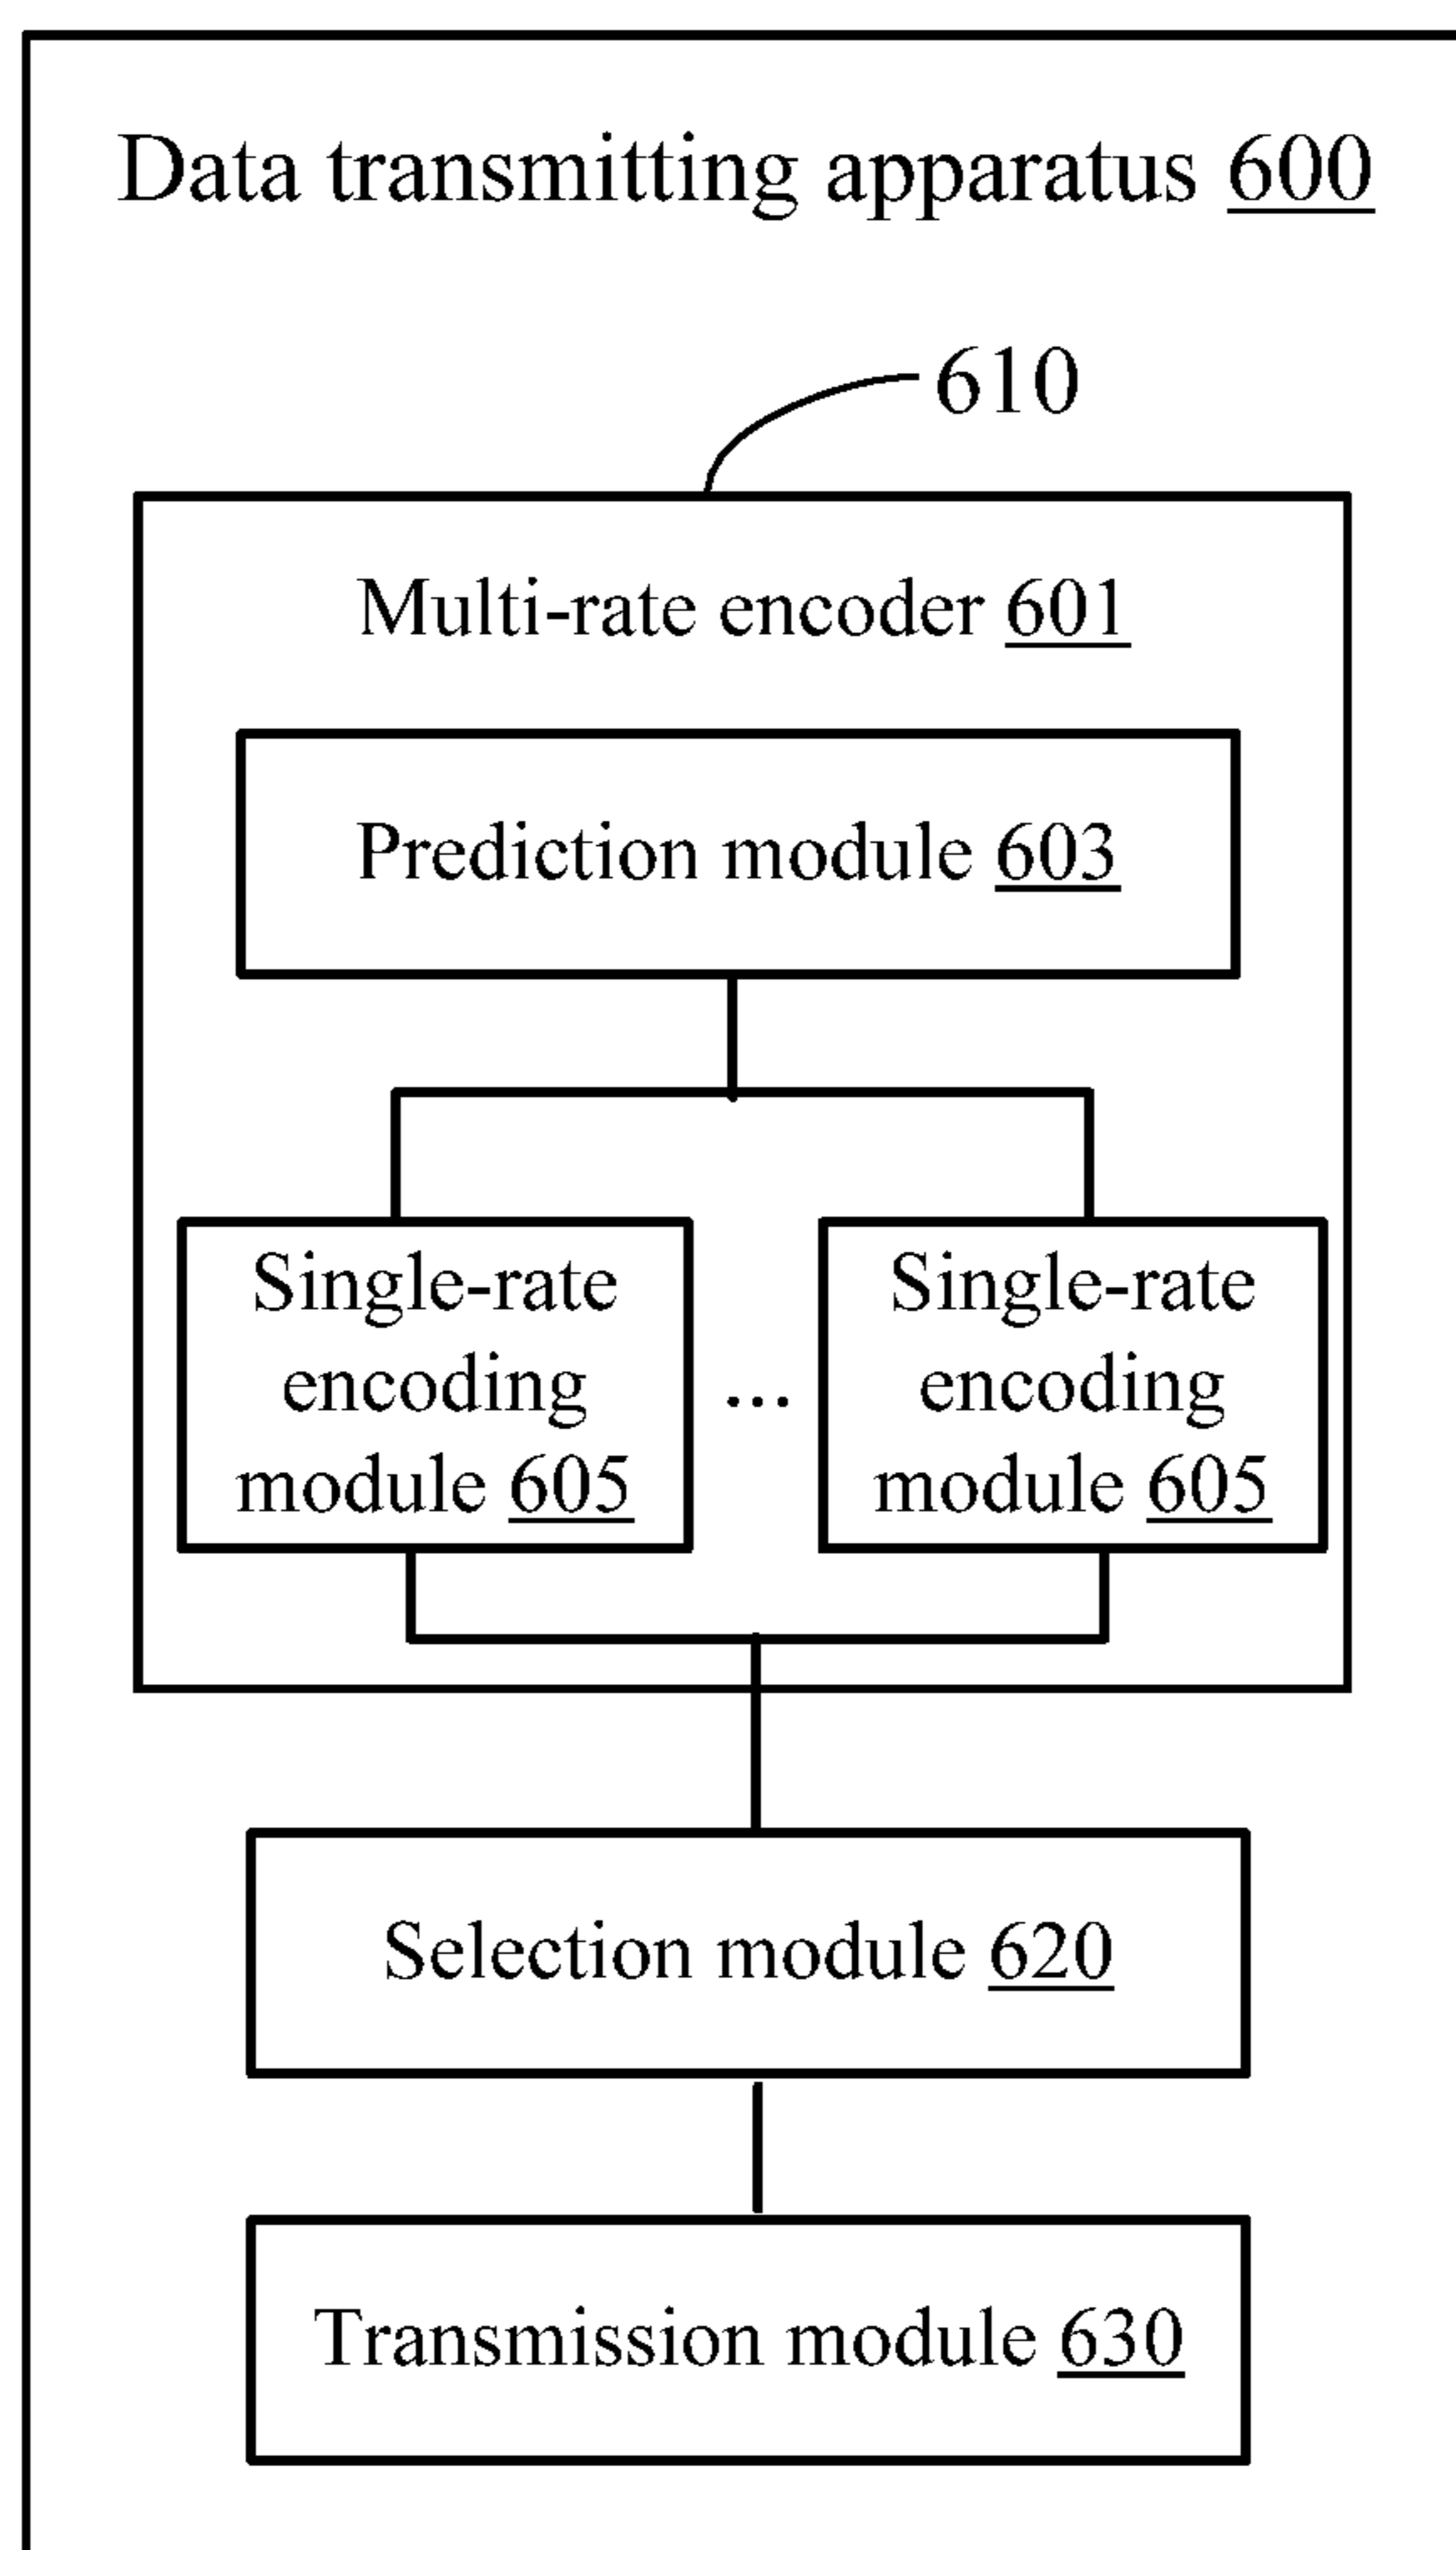 Data transmitting apparatus 600
610
Multi-rate encoder 601
Prediction module 603
Single-rate
encoding
module 605
...
Single-rate
encoding
module 605
Selection module 620
Transmission module 630